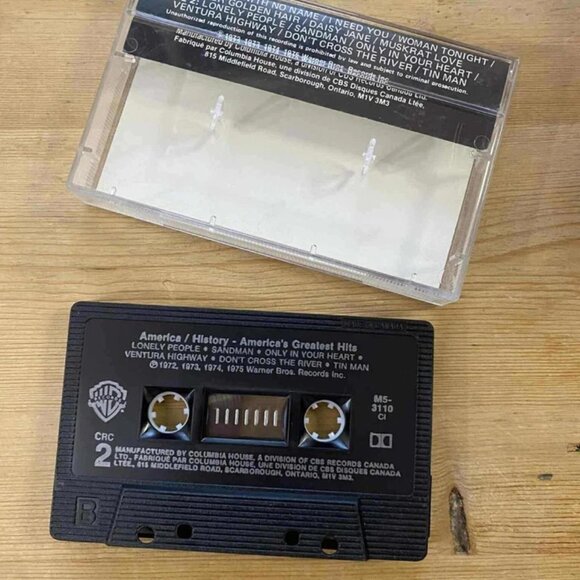 NO NAME / I NEED YOU / WOMAN TONIGHT /
GOLDEN HAIR / DAISY JANE / MUSKRAT LOVE
LONELY PEOPLE / SANDMAN / ONLY IN YOUR HEART /
VENTURA HIGHWAY / DON'T CROSS THE RIVER / TIN MAN
Unauthorized reproduction of this recording is prohibited by law and subject to criminal prosecution.
1972, 1973, 1974, 1975 Warner Bros. Records Inc.
Manufactured by Columbia House, a division of CBS Records Canada Ltd.
Fabriqué par Columbia House, une division de CBS Disques Canada Ltée,
615 Middlefield Road, Scarborough, Ontario, M1V 3M3
America / History - America's Greatest Hits
LONELY PEOPLE • SANDMAN • ONLY IN YOUR HEART •
VENTURA HIGHWAY • DON'T CROSS THE RIVER • TIN MAN
℗ 1972, 1973, 1974, 1975 Warner Bros. Records Inc.
M5-
3110
CI
CRC
2
MANUFACTURED BY COLUMBIA HOUSE, A DIVISION OF CBS RECORDS CANADA
LTD., FABRIQUÉ PAR COLUMBIA HOUSE, UNE DIVISION DE CBS DISQUES CANADA
LTÉE., 615 MIDDLEFIELD ROAD, SCARBOROUGH, ONTARIO, M1V 3M3.
B